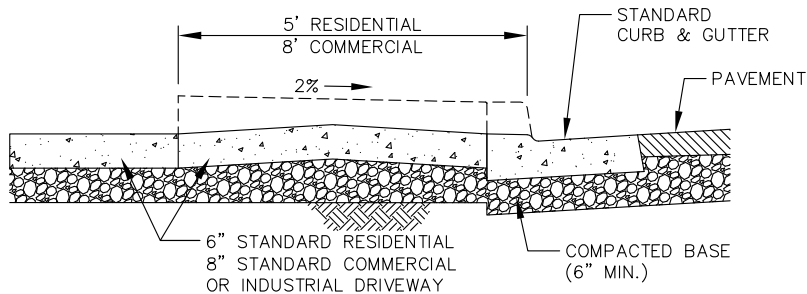 5' RESIDENTIAL
8' COMMERCIAL
STANDARD
CURB & GUTTER
2%
PAVEMENT
6" STANDARD RESIDENTIAL
8" STANDARD COMMERCIAL
OR INDUSTRIAL DRIVEWAY
COMPACTED BASE
(6" MIN.)